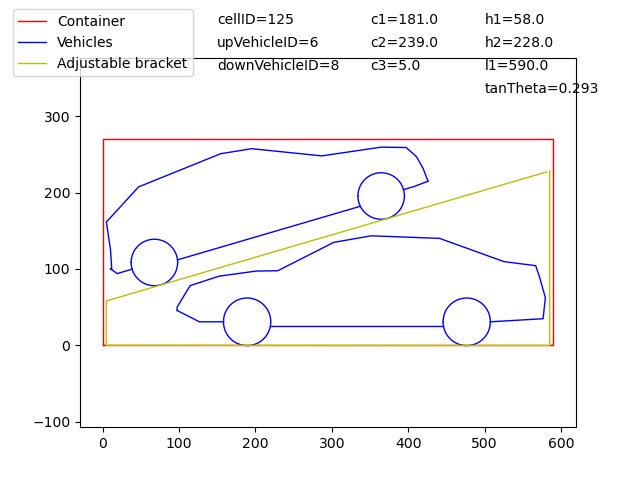 Container
Vehicles
Adjustable bracket
cellID=125
upVehicleID=6
downVehicleID=8
c1=181.0
c2=239.0
c3=5.0
h1=58.0
h2=228.0
l1=590.0
tanTheta=0.293
300
200
100
0
−100
0 100 200 300 400 500 600